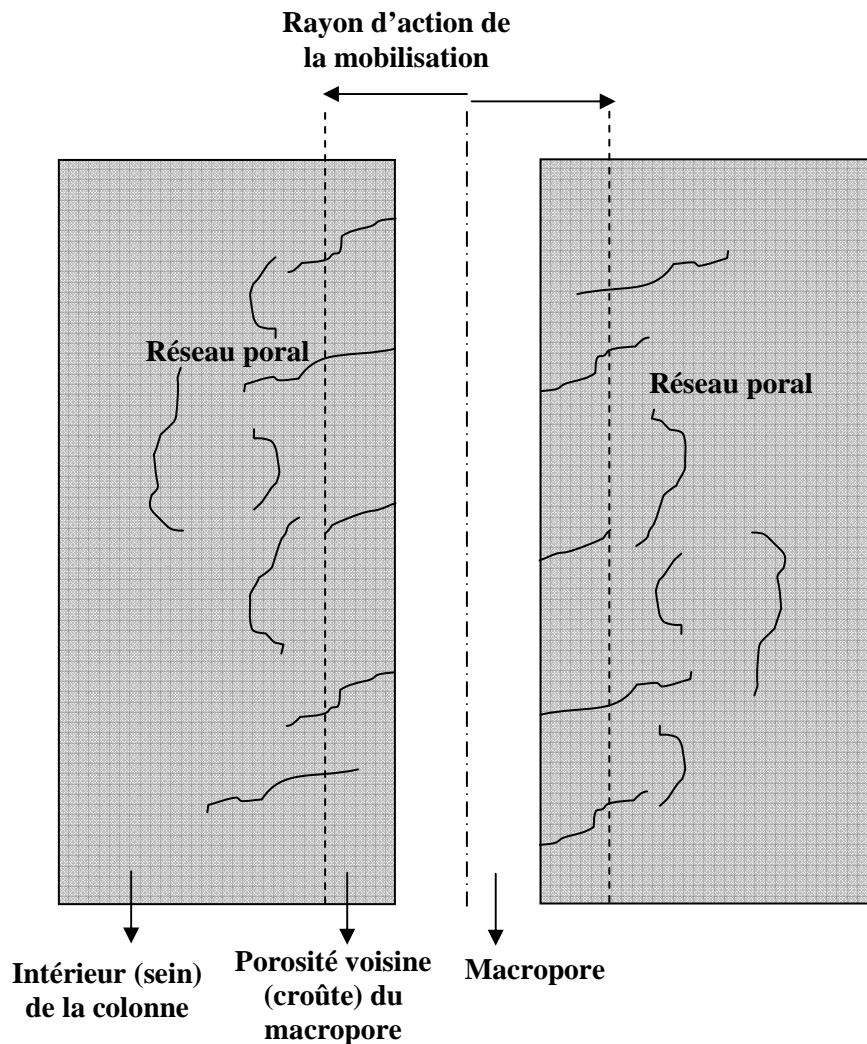 Rayon d’action de
la mobilisation
Réseau poral
Réseau poral
Intérieur (sein)
de la colonne
Porosité voisine
(croûte) du
macropore
Macropore